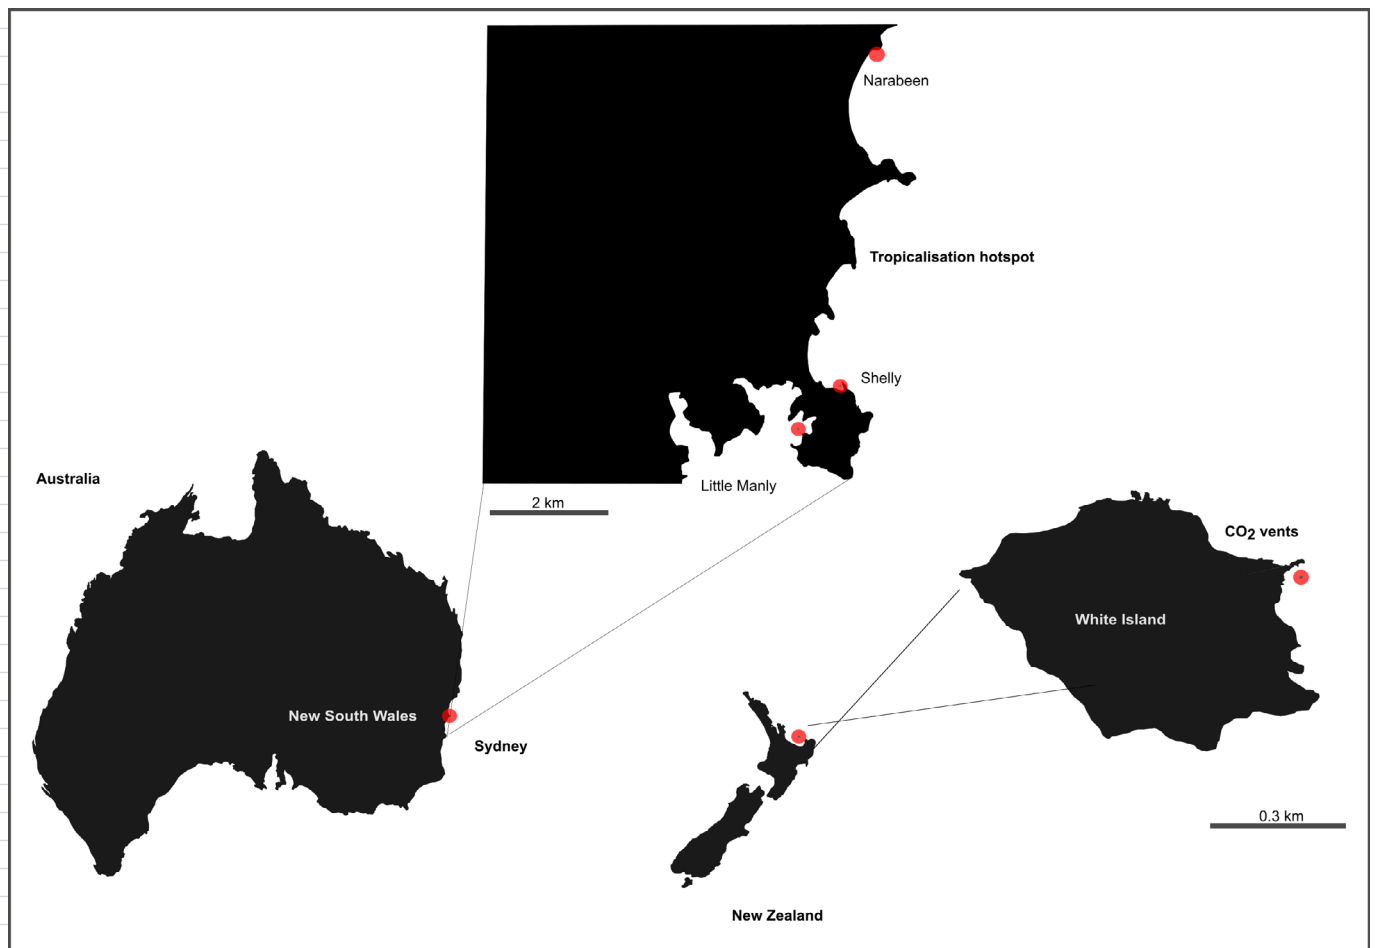 Narabeen
Tropicalisation hotspot
Shelly
Little Manly
2 km
Australia
CO2 vents
White Island
New South Wales
Sydney
0.3 km
New Zealand